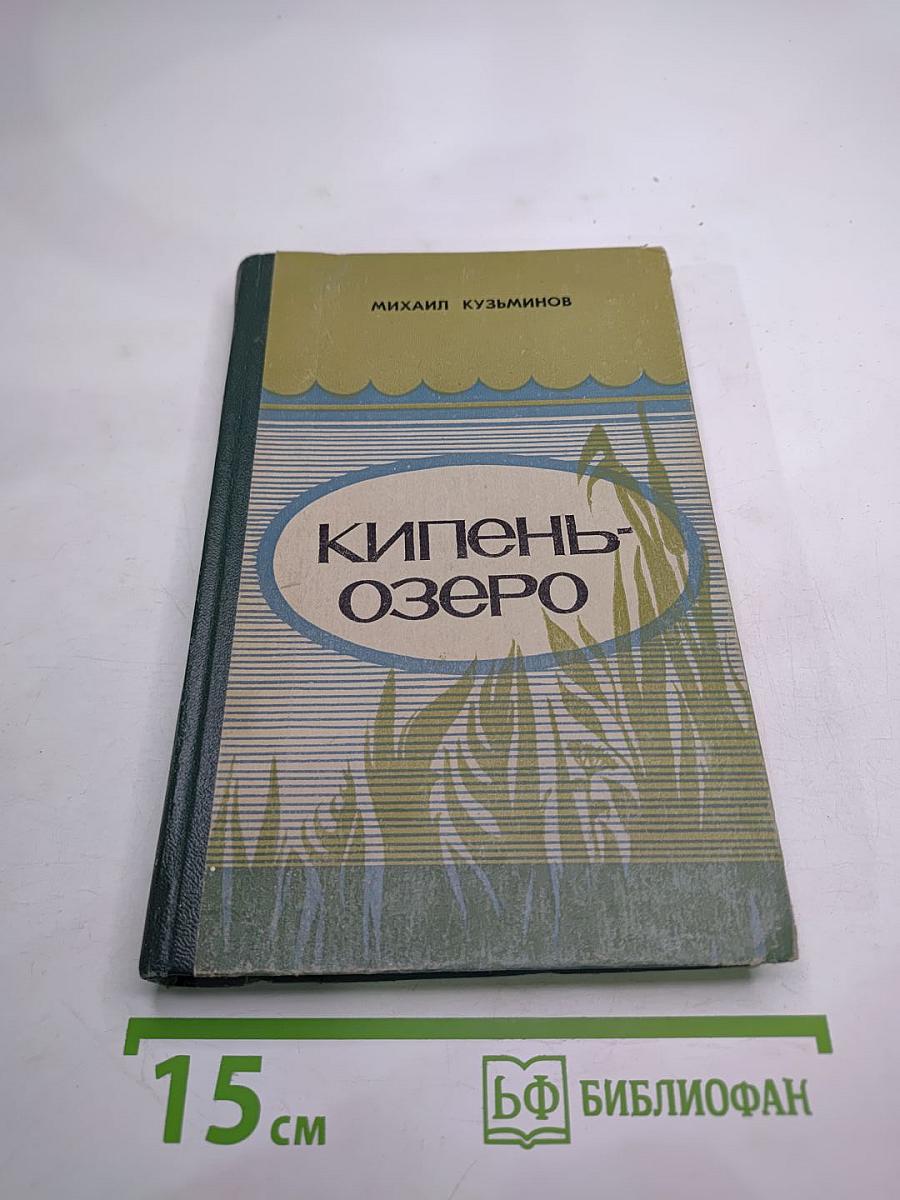 МИХАИЛ КУЗЬМИНОВ
КИПЕНЬ-
ОЗЕРО
15 см
БФ БИБЛИОФАН